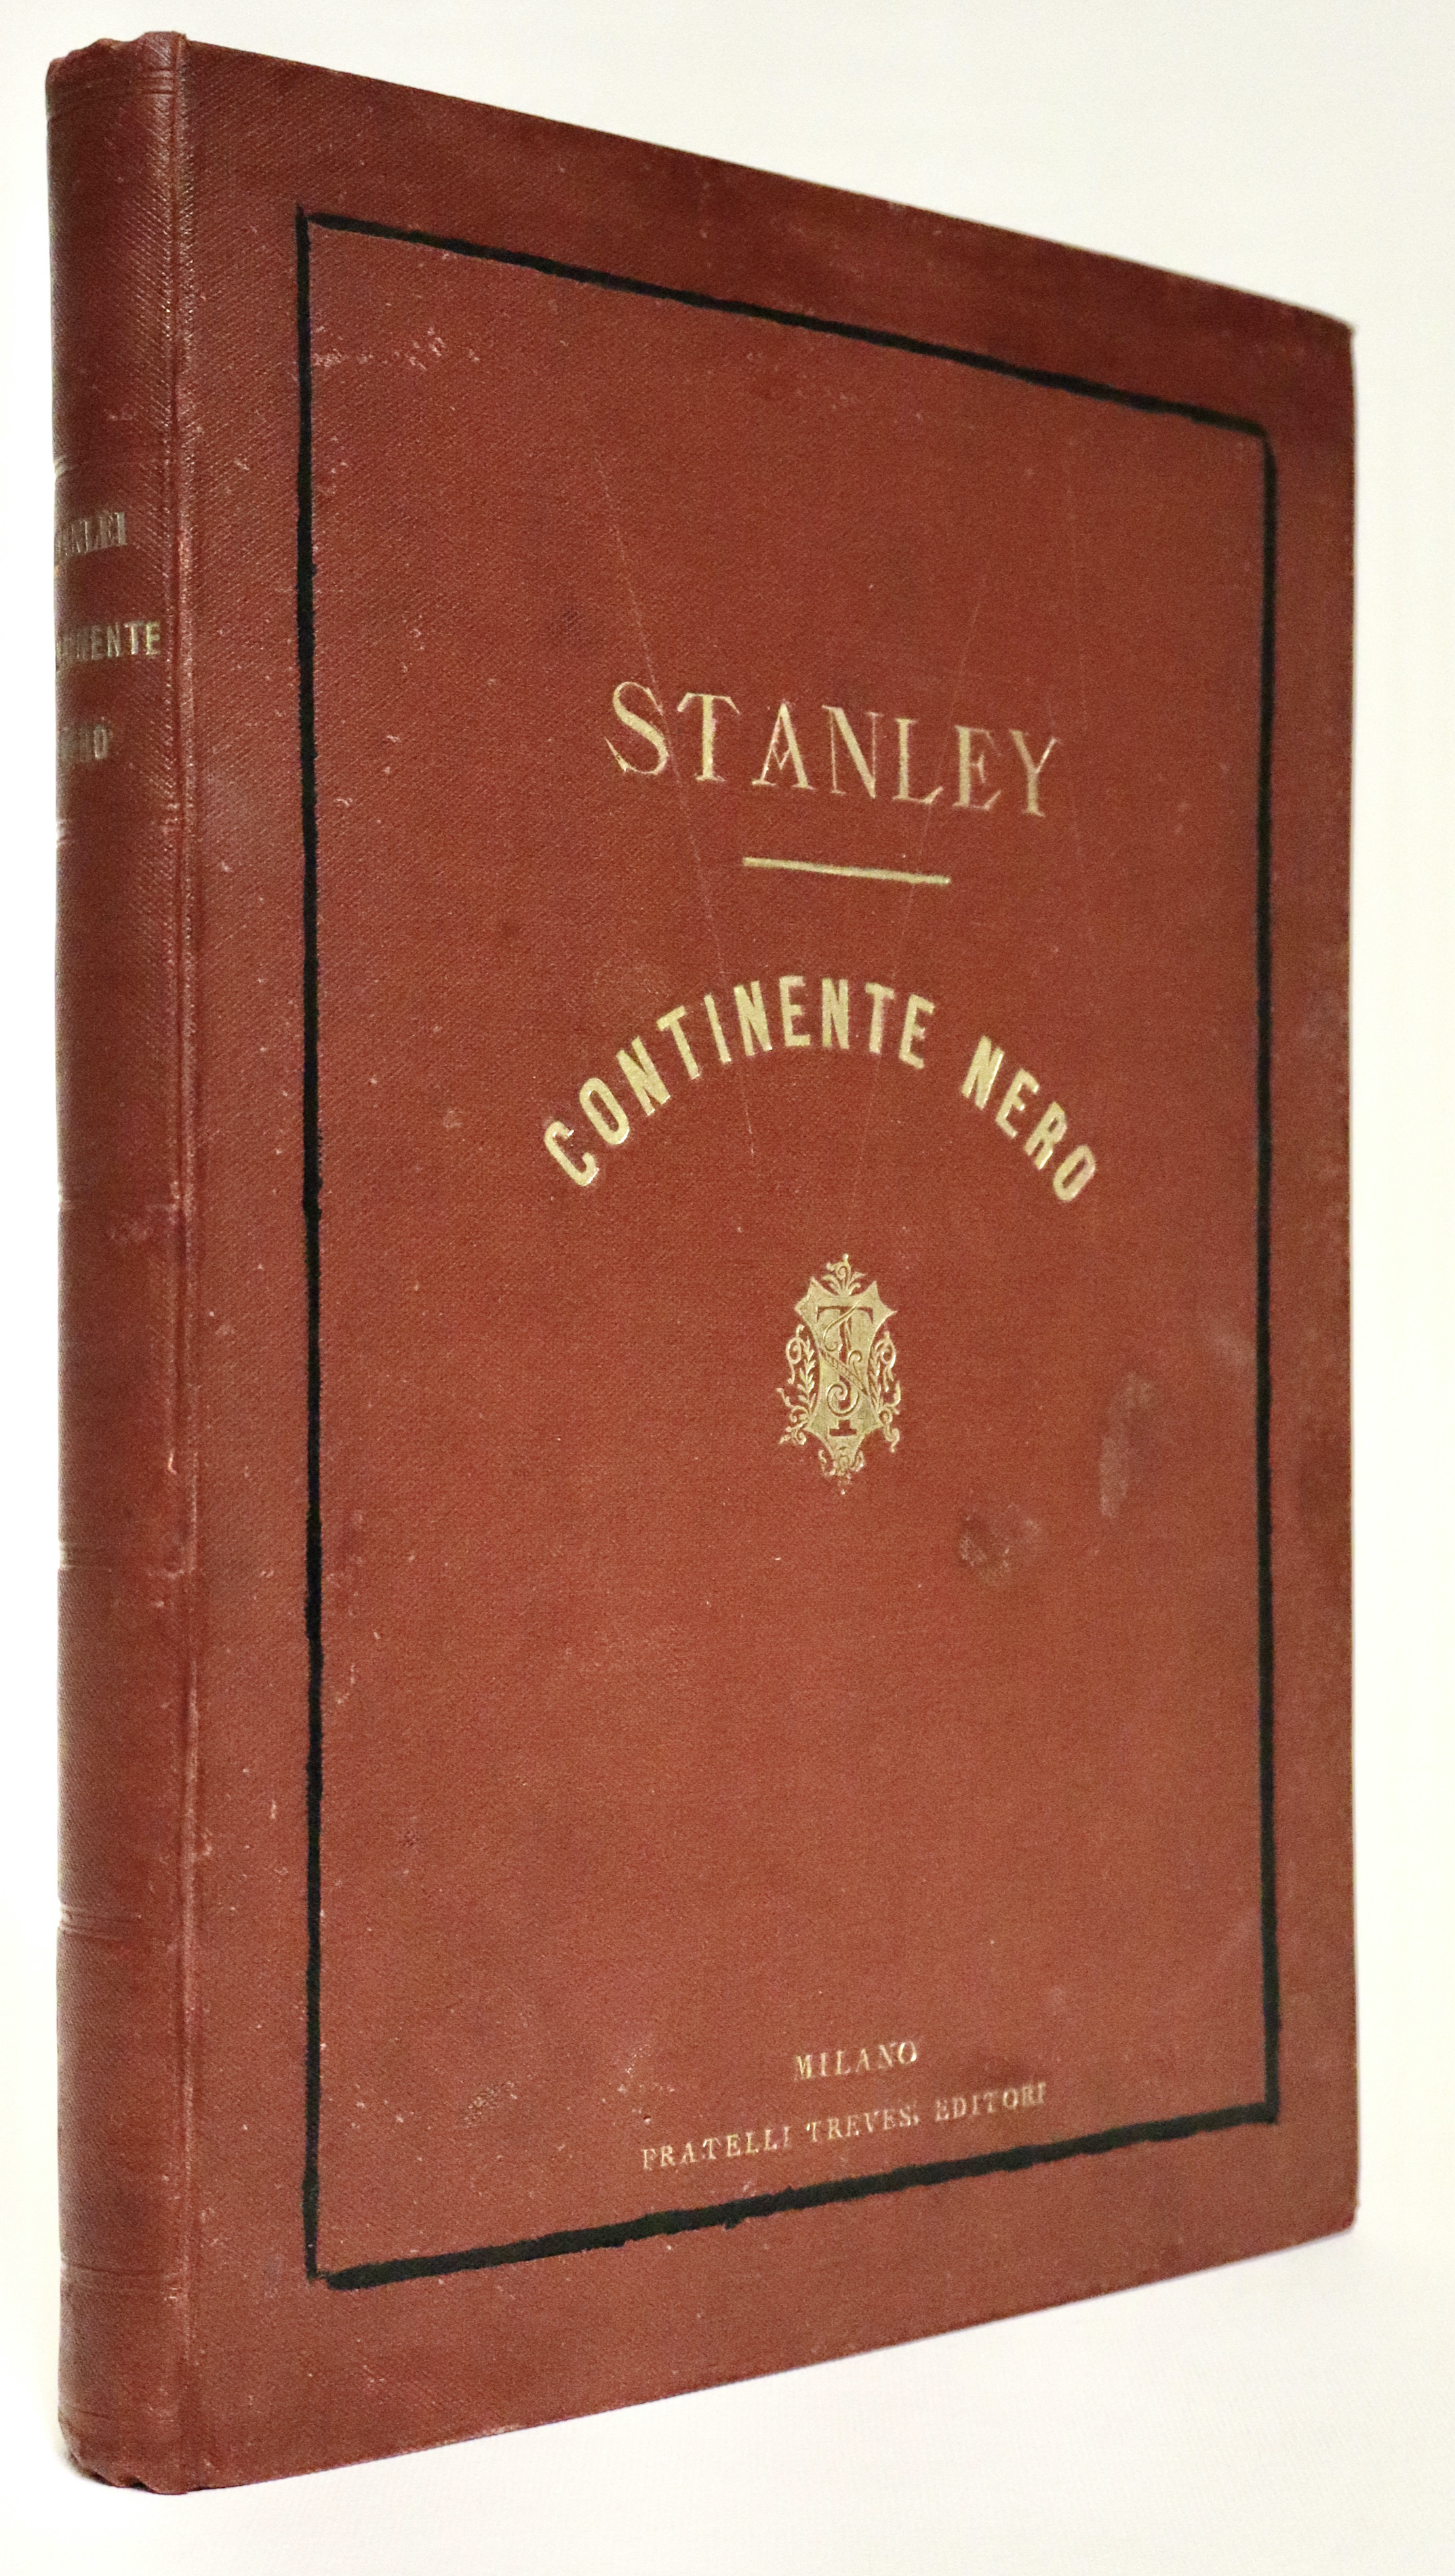 STANLEY
CONTINENTE NERO
MILANO
FRATELLI TREVES, EDITORI